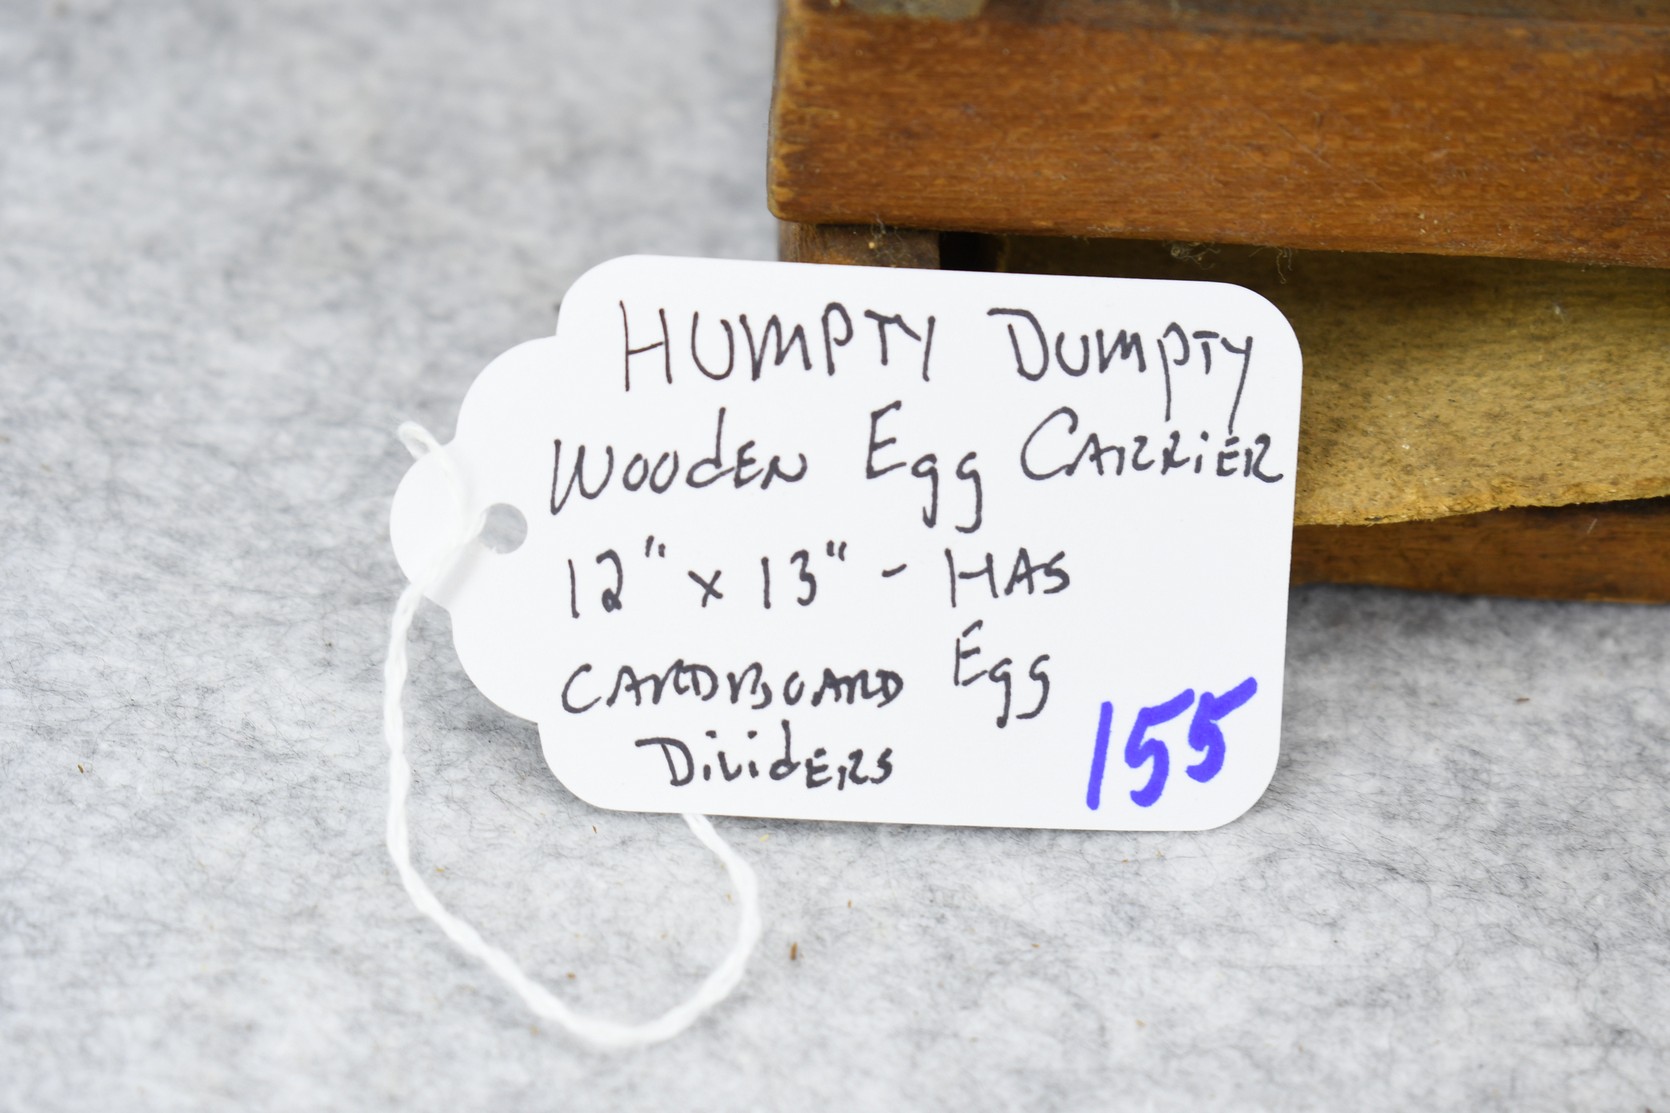 HUMPTY DUMPTY
WOODEN EGG CARRIER
12" x 13" - HAS
CARDBOARD EGG
DIVIDERS
155